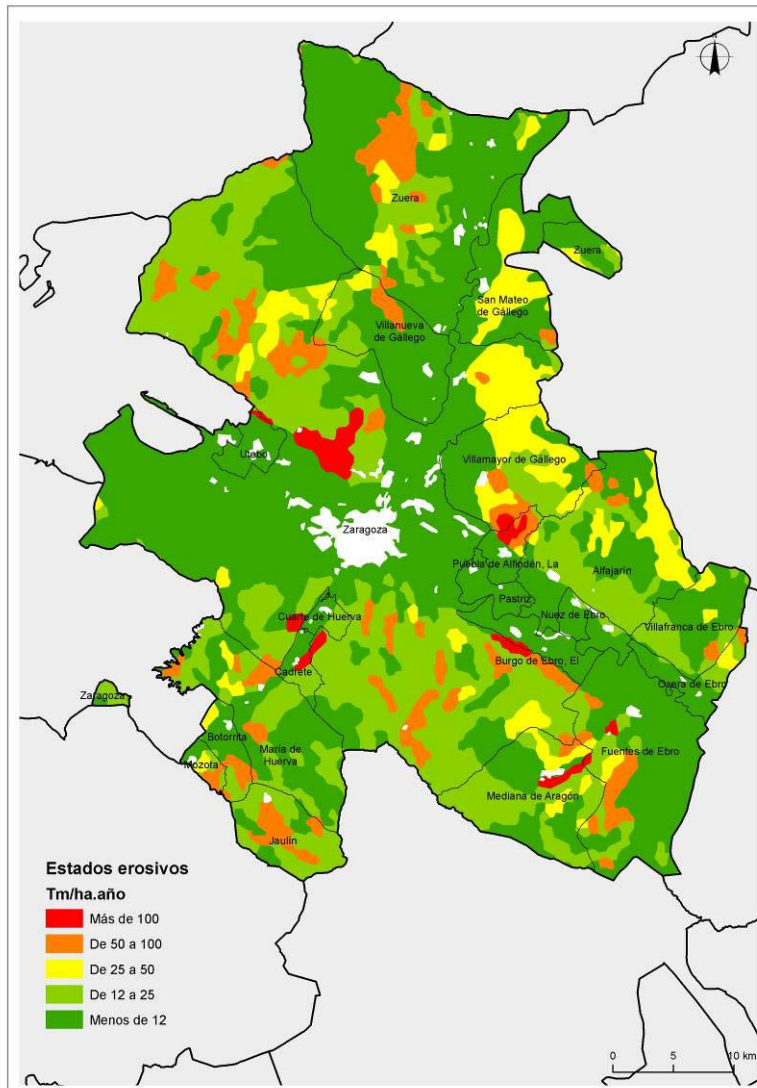 N
Zuera
Zuera
San Mateo
de Gállego
Villanueva
de Gállego
Utebo
Villamayor de Gállego
Zaragoza
Puebla de Alfindén, La
Alfajarín
Pastriz
Nuez de Ebro
Cuarte de Huerva
Villafranca de Ebro
Burgo de Ebro, El
Cadrete
Osera de Ebro
Zaragoza
Botorrita
María de
Huerva
Fuentes de Ebro
Mozota
Mediana de Aragón
Jaulín
Estados erosivos
Tm/ha.año
Más de 100
De 50 a 100
De 25 a 50
De 12 a 25
Menos de 12
0 5 10 km